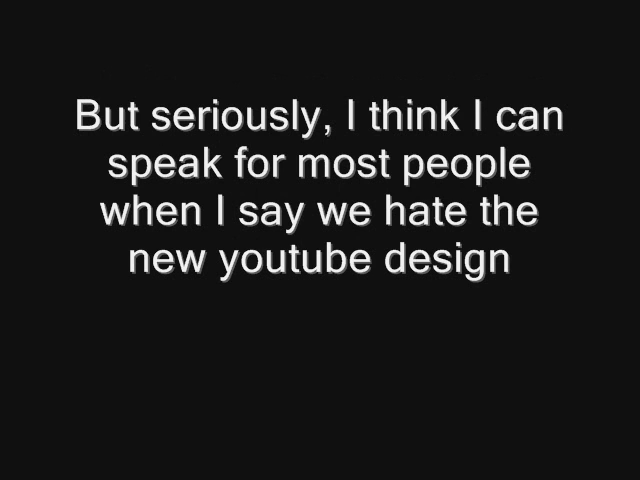 But seriously, I think I can
speak for most people
when I say we hate the
new youtube design